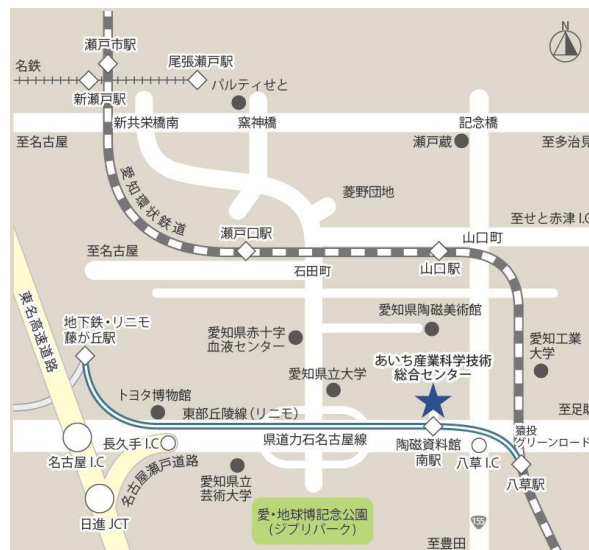 N
瀬戸市駅
名鉄
尾張瀬戸駅
新瀬戸駅
パルティせと
新共栄橋南
窯神橋
記念橋
至名古屋
瀬戸蔵
至多治見
愛知環状鉄道
菱野団地
至せと赤津 I.C
瀬戸口駅
山口町
至名古屋
石田町
山口駅
東名高速道路
地下鉄・リニモ
藤が丘駅
愛知県赤十字
血液センター
愛知県陶磁美術館
愛知工業
大学
あいち産業科学技術
総合センター
愛知県立大学
トヨタ博物館
東部丘陵線(リニモ)
至足助
長久手 I.C
県道力石名古屋線
陶磁資料館
南駅
猿投
グリーンロード
名古屋 I.C
八草 I.C
八草駅
名古屋瀬戸道路
愛知県立
芸術大学
日進 JCT
愛・地球博記念公園
(ジブリパーク)
155
至豊田